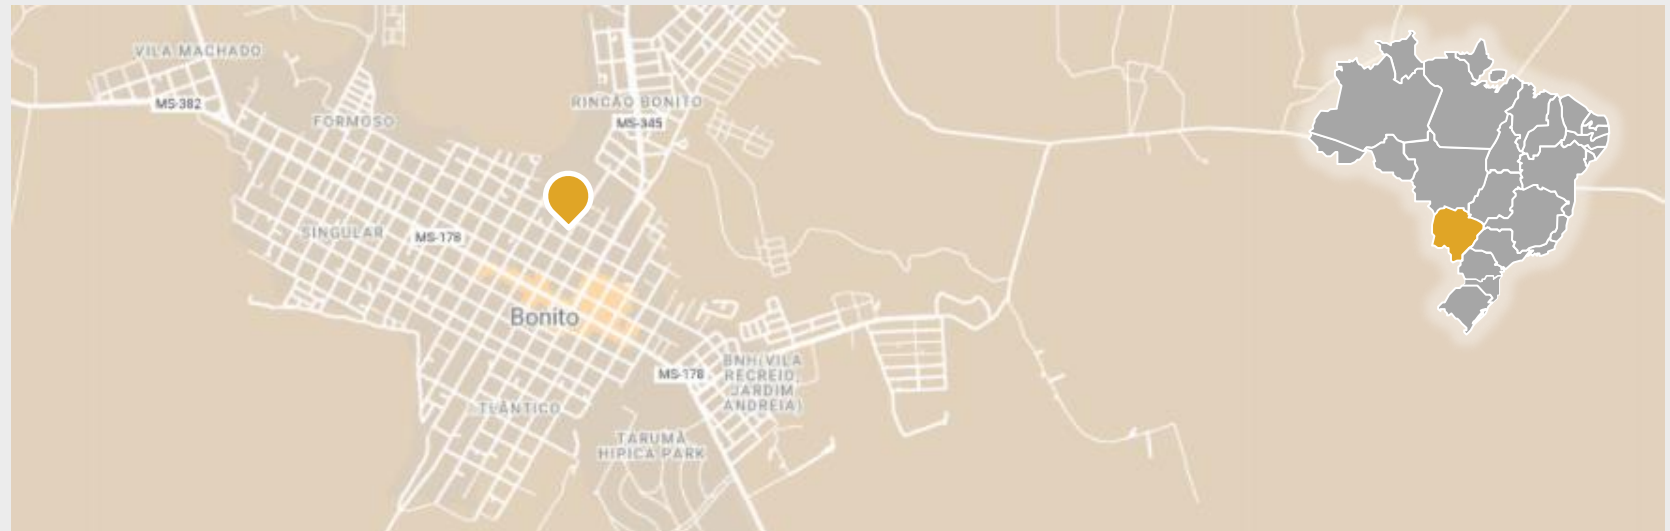 VILA MACHADO
MS-382
FORMOSO
RINCÃO BONITO
MS-345
SINGULAR
MS-178
Bonito
MS-178
BNH(VILA
RECREID,
JARDIM
ANDREIA)
TLÂNTICO
TARUMÃ
HIPICA PARK